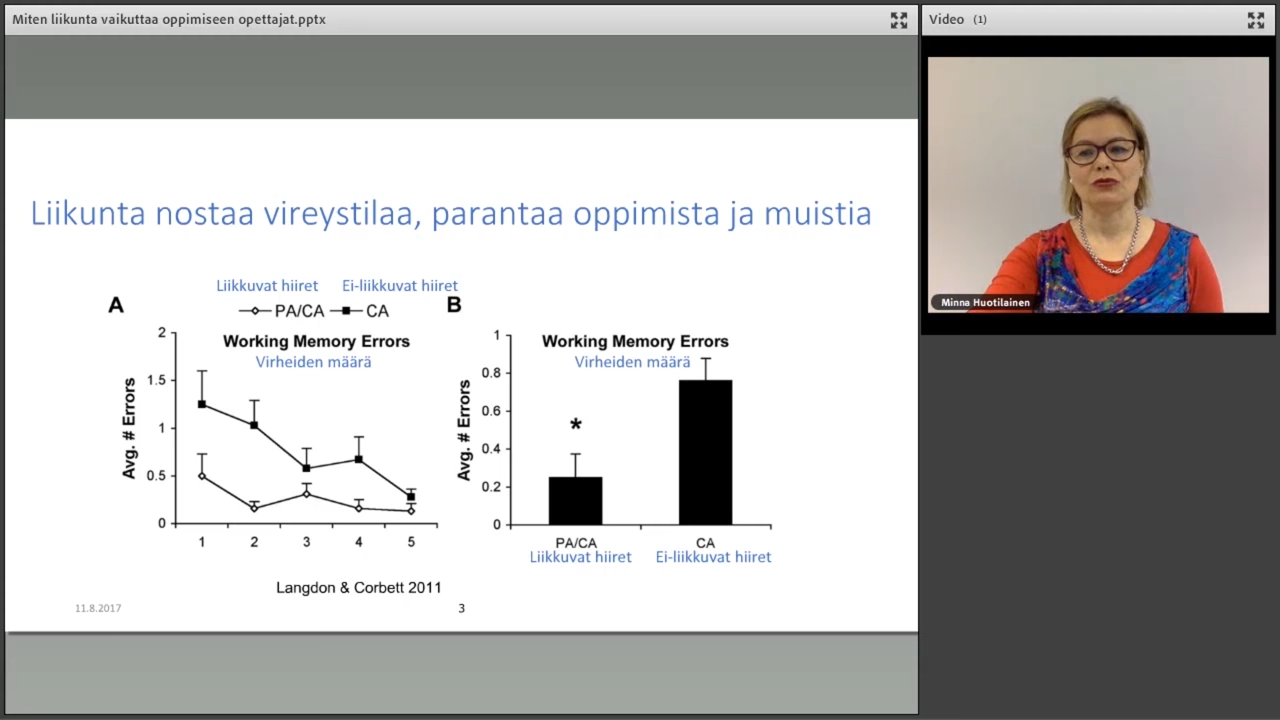 Miten liikunta vaikuttaa oppimiseen opettajat.pptx
Video (1)
Liikunta nostaa vireystilaa, parantaa oppimista ja muistia
Liikkuvat hiiret Ei-liikkuvat hiiret
A
PA/CA CA
Working Memory Errors
Virheiden määrä
Avg. # Errors
2
1.5
1
0.5
0
1 2 3 4 5
B
Working Memory Errors
Virheiden määrä
Avg. # Errors
1
0.8
0.6
0.4
0.2
0
*
PA/CA CA
Liikkuvat hiiret Ei-liikkuvat hiiret
Langdon & Corbett 2011
11.8.2017
3
Minna Huotilainen